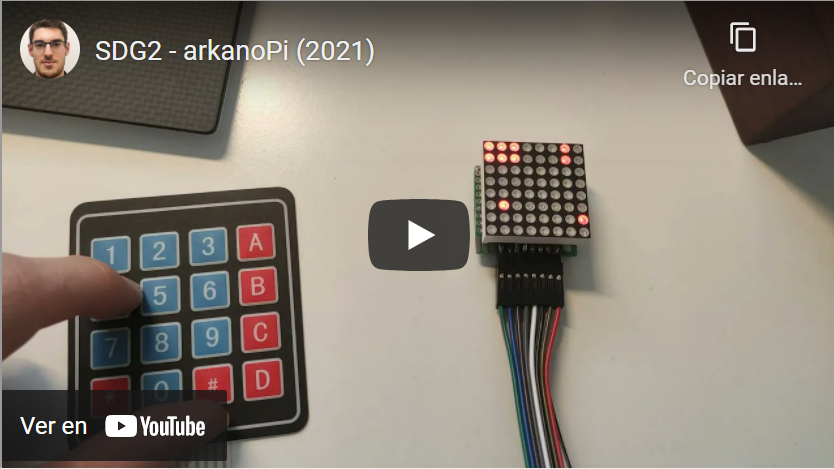 SDG2 - arkanoPi (2021)
Copiar enla...
1 2 3 A
5 6 B
7 8 9 C
* 0 # D
Ver en YouTube